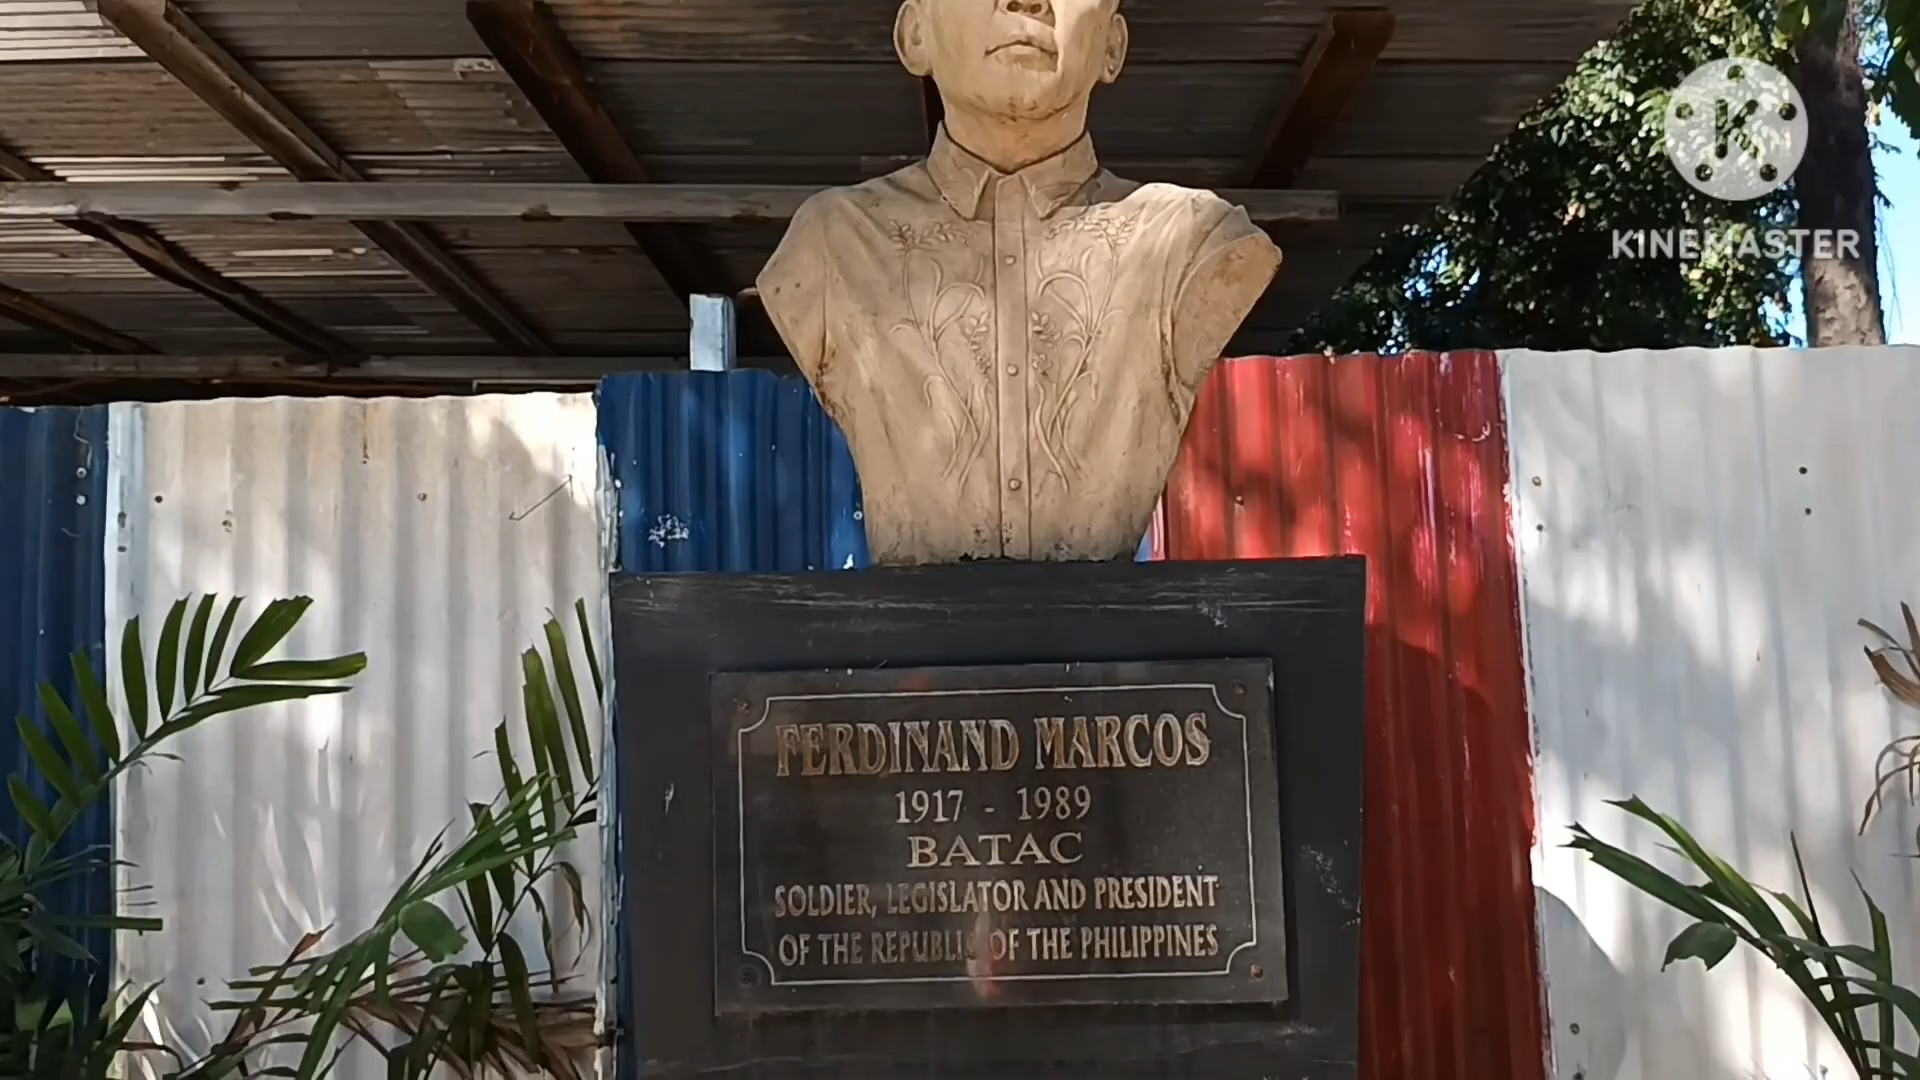 K
KINEMASTER
FERDINAND MARCOS
1917 - 1989
BATAC
SOLDIER, LEGISLATOR AND PRESIDENT
OF THE REPUBLIC OF THE PHILIPPINES